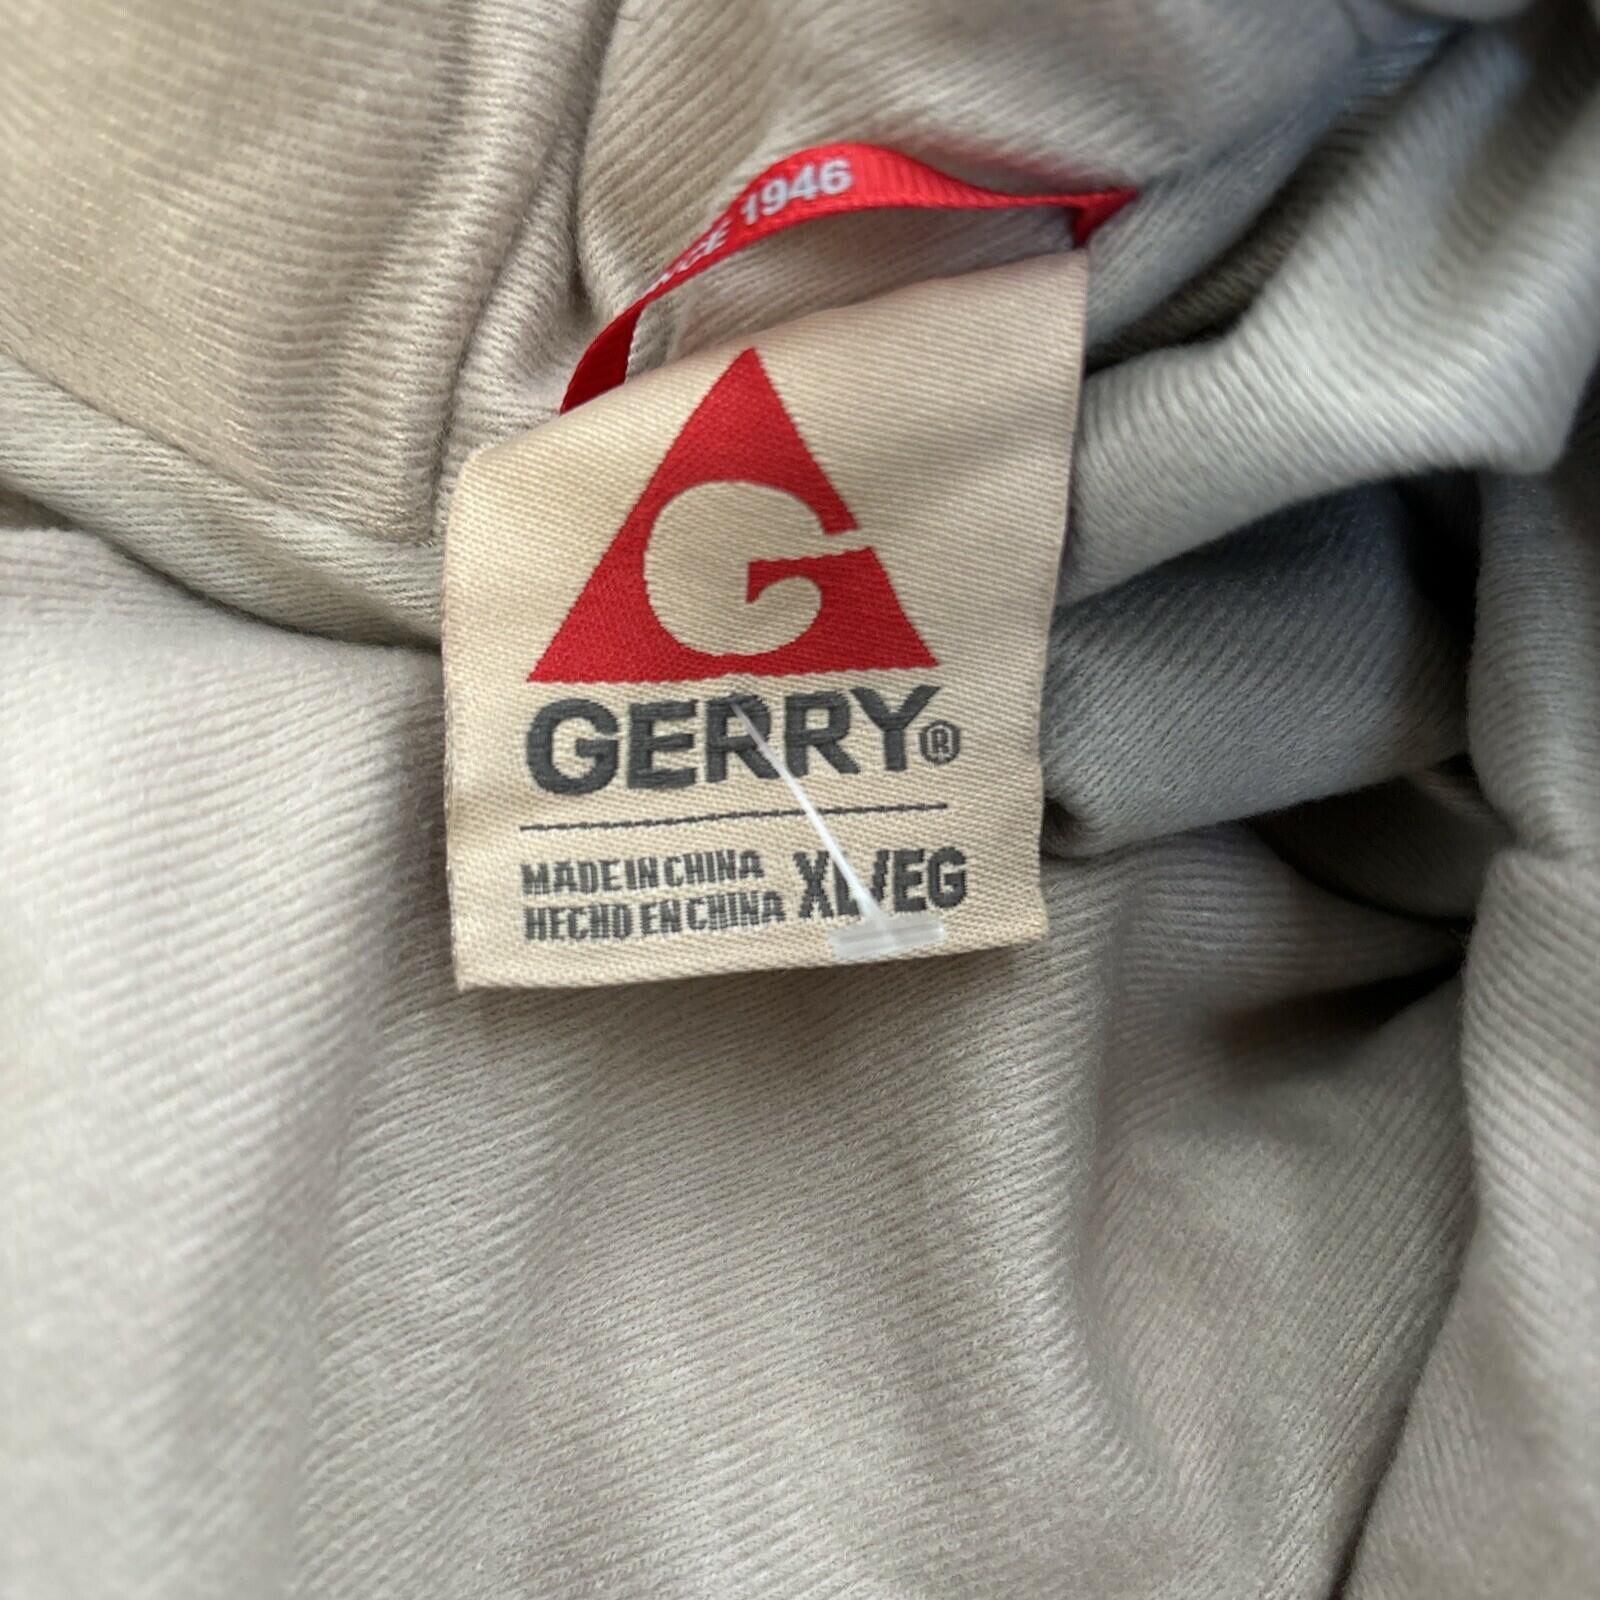 1946
G
GERRY®
MADE IN CHINA
HECHO EN CHINA
XL/EG